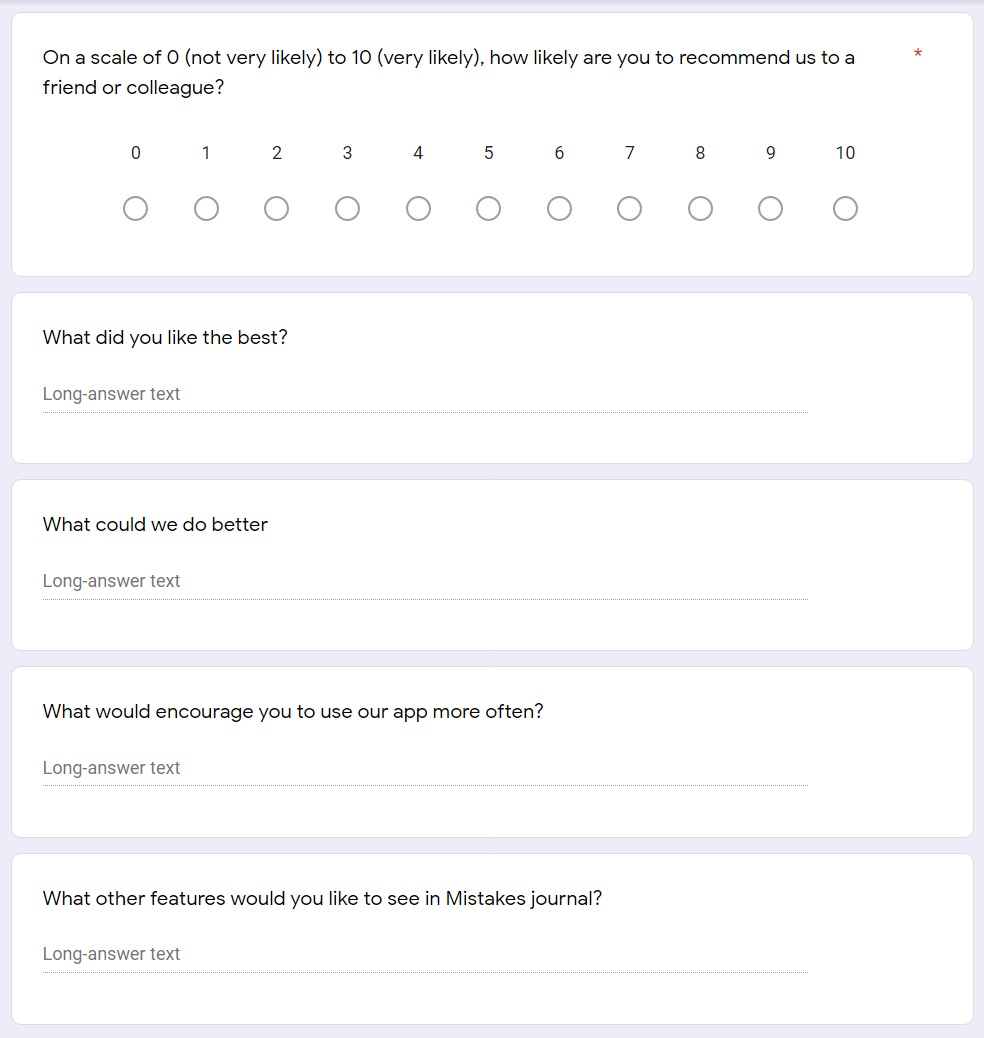 On a scale of 0 (not very likely) to 10 (very likely), how likely are you to recommend us to a *
friend or colleague?
0 1 2 3 4 5 6 7 8 9 10
What did you like the best?
Long-answer text
What could we do better
Long-answer text
What would encourage you to use our app more often?
Long-answer text
What other features would you like to see in Mistakes journal?
Long-answer text